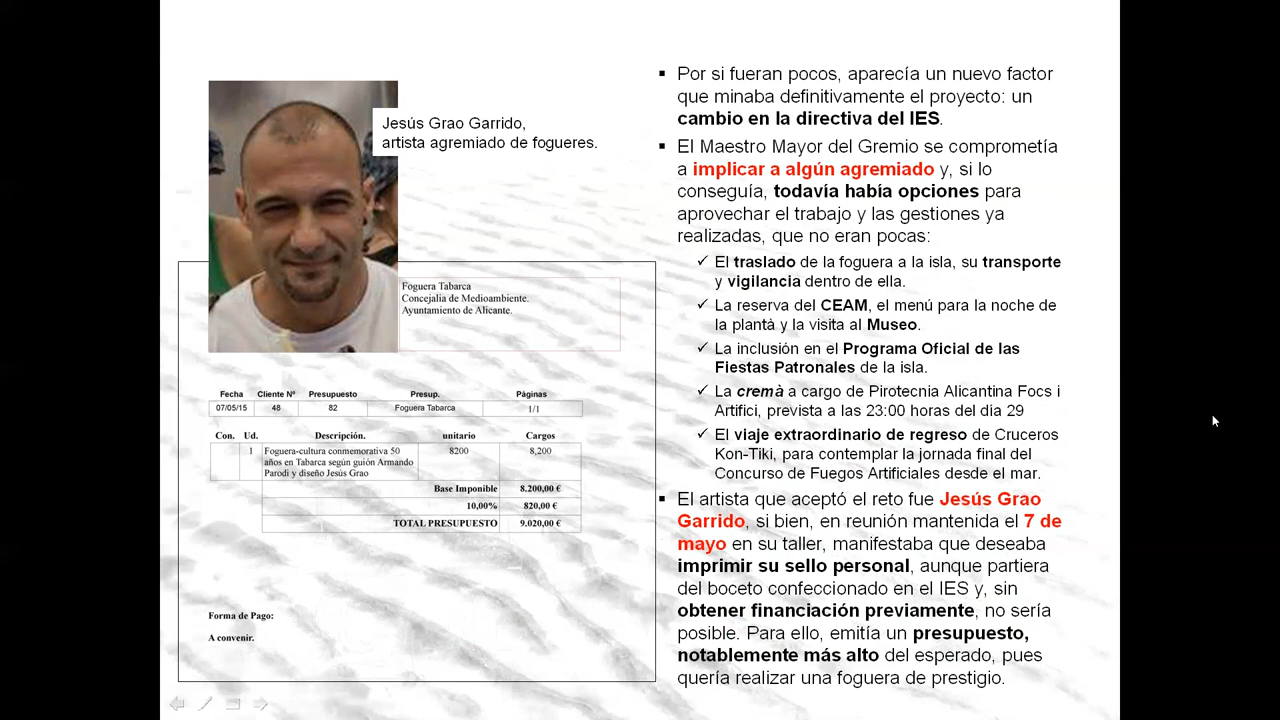 Jesús Grao Garrido,
artista agremiado de fogueres.
Foguera Tabarca
Concejalia de Medioambiente.
Ayuntamiento de Alicante.
Fecha Cliente Nº Presupuesto Presup. Páginas
07/05/15 48 82 Foguera Tabarca 1/1
Con. Ud. Descripción. unitario Cargos
1 Foguera-cultura conmemorativa 50 8200 8,200
años en Tabarca según guión Armando
Parodi y diseño Jesús Grao
Base Imponible 8.200,00 €
10,00% 820,00 €
TOTAL PRESUPUESTO 9.020,00 €
Forma de Pago:
A convenir.
▪ Por si fueran pocos, aparecía un nuevo factor
que minaba definitivamente el proyecto: un
cambio en la directiva del IES.
▪ El Maestro Mayor del Gremio se comprometía
a implicar a algún agremiado y, si lo
conseguía, todavía había opciones para
aprovechar el trabajo y las gestiones ya
realizadas, que no eran pocas:
✓ El traslado de la foguera a la isla, su transporte
y vigilancia dentro de ella.
✓ La reserva del CEAM, el menú para la noche de
la plantà y la visita al Museo.
✓ La inclusión en el Programa Oficial de las
Fiestas Patronales de la isla.
✓ La cremà a cargo de Pirotecnia Alicantina Focs i
Artifici, prevista a las 23:00 horas del día 29
✓ El viaje extraordinario de regreso de Cruceros
Kon-Tiki, para contemplar la jornada final del
Concurso de Fuegos Artificiales desde el mar.
▪ El artista que aceptó el reto fue Jesús Grao
Garrido, si bien, en reunión mantenida el 7 de
mayo en su taller, manifestaba que deseaba
imprimir su sello personal, aunque partiera
del boceto confeccionado en el IES y, sin
obtener financiación previamente, no sería
posible. Para ello, emitía un presupuesto,
notablemente más alto del esperado, pues
quería realizar una foguera de prestigio.